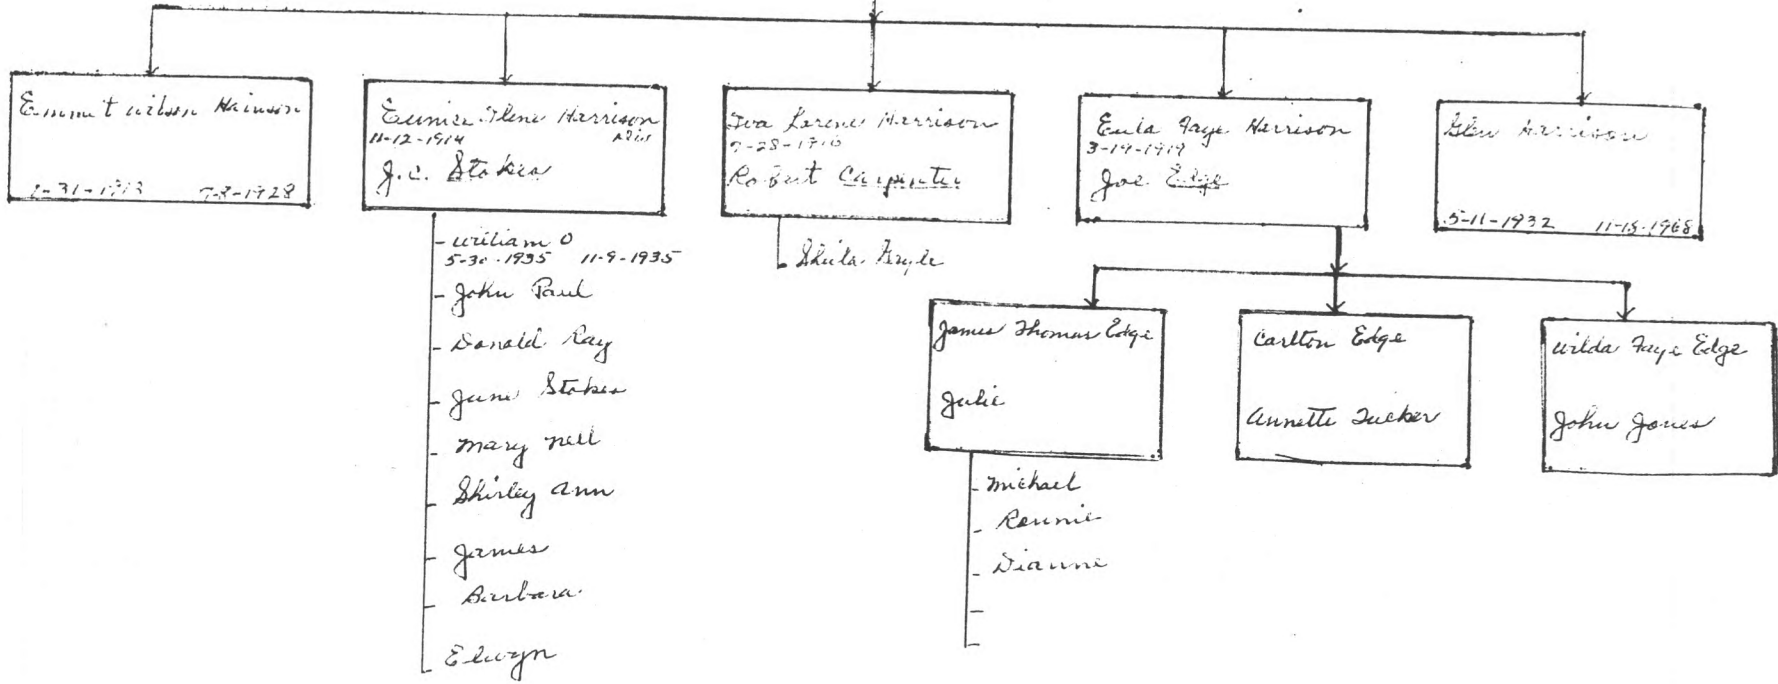 Emmet Wilson Harrison
1-31-1913 7-8-1928
Eunice Ilene Harrison
11-12-1914
J.C. Stokes
- William O
5-30-1935 11-9-1935
- John Paul
- Donald Ray
- June Stokes
- Mary Nell
- Shirley Ann
- James
- Barbara
- Elwyn
Iva Lorene Harrison
Robert Carpenter
- Sheila
Eula Faye Harrison
3-19-1919
Joe Edge
Glen Harrison
5-11-1932 11-15-1968
James Thomas Edge
Julie
- Michael
- Ronnie
- Dianne
Carlton Edge
Annette Tucker
Wilda Faye Edge
John Jones